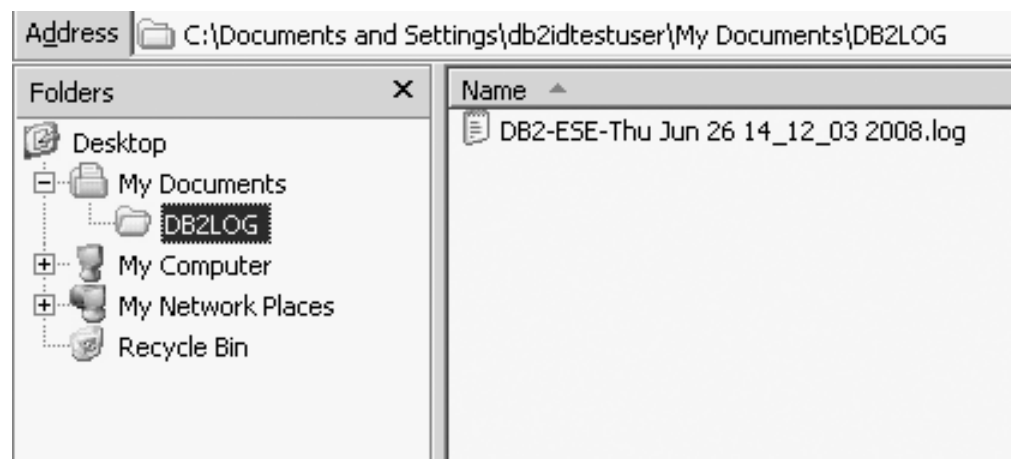 Address C:\Documents and Settings\db2idtestuser\My Documents\DB2LOG
Folders
Desktop
My Documents
DB2LOG
My Computer
My Network Places
Recycle Bin
Name
DB2-ESE-Thu Jun 26 14_12_03 2008.log